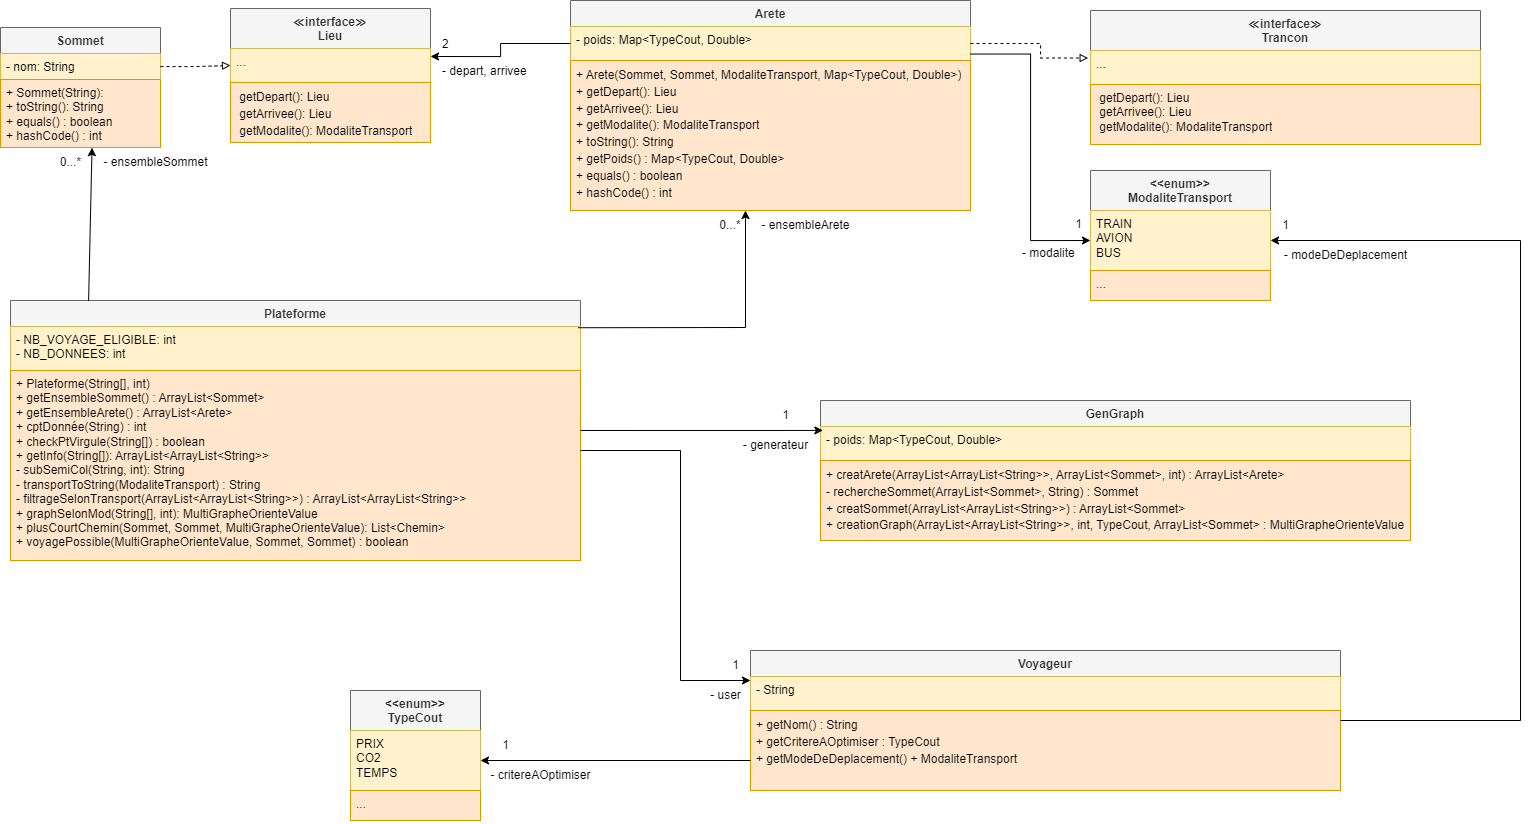 Sommet
- nom: String
+ Sommet(String):
+ toString(): String
+ equals() : boolean
+ hashCode() : int
≪interface≫
Lieu
...
getDepart(): Lieu
getArrivee(): Lieu
getModalite(): ModaliteTransport
2
- depart, arrivee
Arete
- poids: Map<TypeCout, Double>
+ Arete(Sommet, Sommet, ModaliteTransport, Map<TypeCout, Double>)
+ getDepart(): Lieu
+ getArrivee(): Lieu
+ getModalite(): ModaliteTransport
+ toString(): String
+ getPoids() : Map<TypeCout, Double>
+ equals() : boolean
+ hashCode() : int
≪interface≫
Trancon
...
getDepart(): Lieu
getArrivee(): Lieu
getModalite(): ModaliteTransport
0...*
- ensembleSommet
0...*
- ensembleArete
<<enum>>
ModaliteTransport
TRAIN
AVION
BUS
...
1
- modalite
1
- modeDeDeplacement
Plateforme
- NB_VOYAGE_ELIGIBLE: int
- NB_DONNEES: int
+ Plateforme(String[], int)
+ getEnsembleSommet() : ArrayList<Sommet>
+ getEnsembleArete() : ArrayList<Arete>
+ cptDonnée(String) : int
+ checkPtVirgule(String[]) : boolean
+ getInfo(String[]): ArrayList<ArrayList<String>>
- subSemiCol(String, int): String
- transportToString(ModaliteTransport) : String
- filtrageSelonTransport(ArrayList<ArrayList<String>>) : ArrayList<ArrayList<String>>
+ graphSelonMod(String[], int): MultiGrapheOrienteValue
+ plusCourtChemin(Sommet, Sommet, MultiGrapheOrienteValue): List<Chemin>
+ voyagePossible(MultiGrapheOrienteValue, Sommet, Sommet) : boolean
1
- generateur
GenGraph
- poids: Map<TypeCout, Double>
+ creatArete(ArrayList<ArrayList<String>>, ArrayList<Sommet>, int) : ArrayList<Arete>
- rechercheSommet(ArrayList<Sommet>, String) : Sommet
+ creatSommet(ArrayList<ArrayList<String>>) : ArrayList<Sommet>
+ creationGraph(ArrayList<ArrayList<String>>, int, TypeCout, ArrayList<Sommet> : MultiGrapheOrienteValue
1
- user
Voyageur
- String
+ getNom() : String
+ getCritereAOptimiser : TypeCout
+ getModeDeDeplacement() + ModaliteTransport
<<enum>>
TypeCout
PRIX
CO2
TEMPS
...
1
- critereAOptimiser